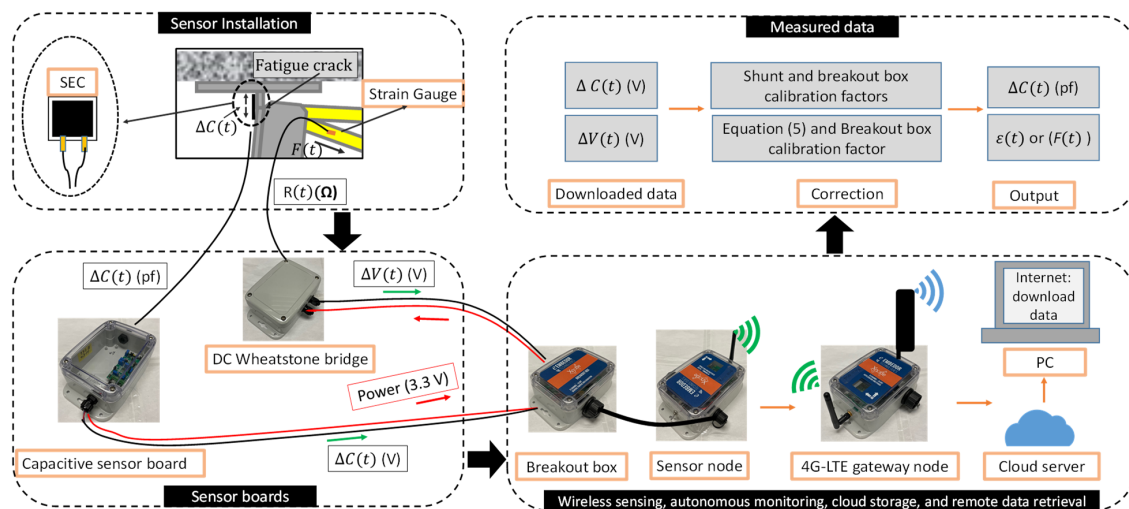 Sensor Installation
SEC
Fatigue crack
Strain Gauge
ΔC(t)
F(t)
R(t)(Ω)
Measured data
Δ C(t) (V)
Shunt and breakout box
calibration factors
ΔC(t) (pf)
ΔV(t) (V)
Equation (5) and Breakout box
calibration factor
ε(t) or (F(t) )
Downloaded data
Correction
Output
ΔC(t) (pf)
ΔV(t) (V)
DC Wheatstone bridge
Power (3.3 V)
ΔC(t) (V)
Capacitive sensor board
Sensor boards
Internet:
download
data
PC
Breakout box
Sensor node
4G-LTE gateway node
Cloud server
Wireless sensing, autonomous monitoring, cloud storage, and remote data retrieval